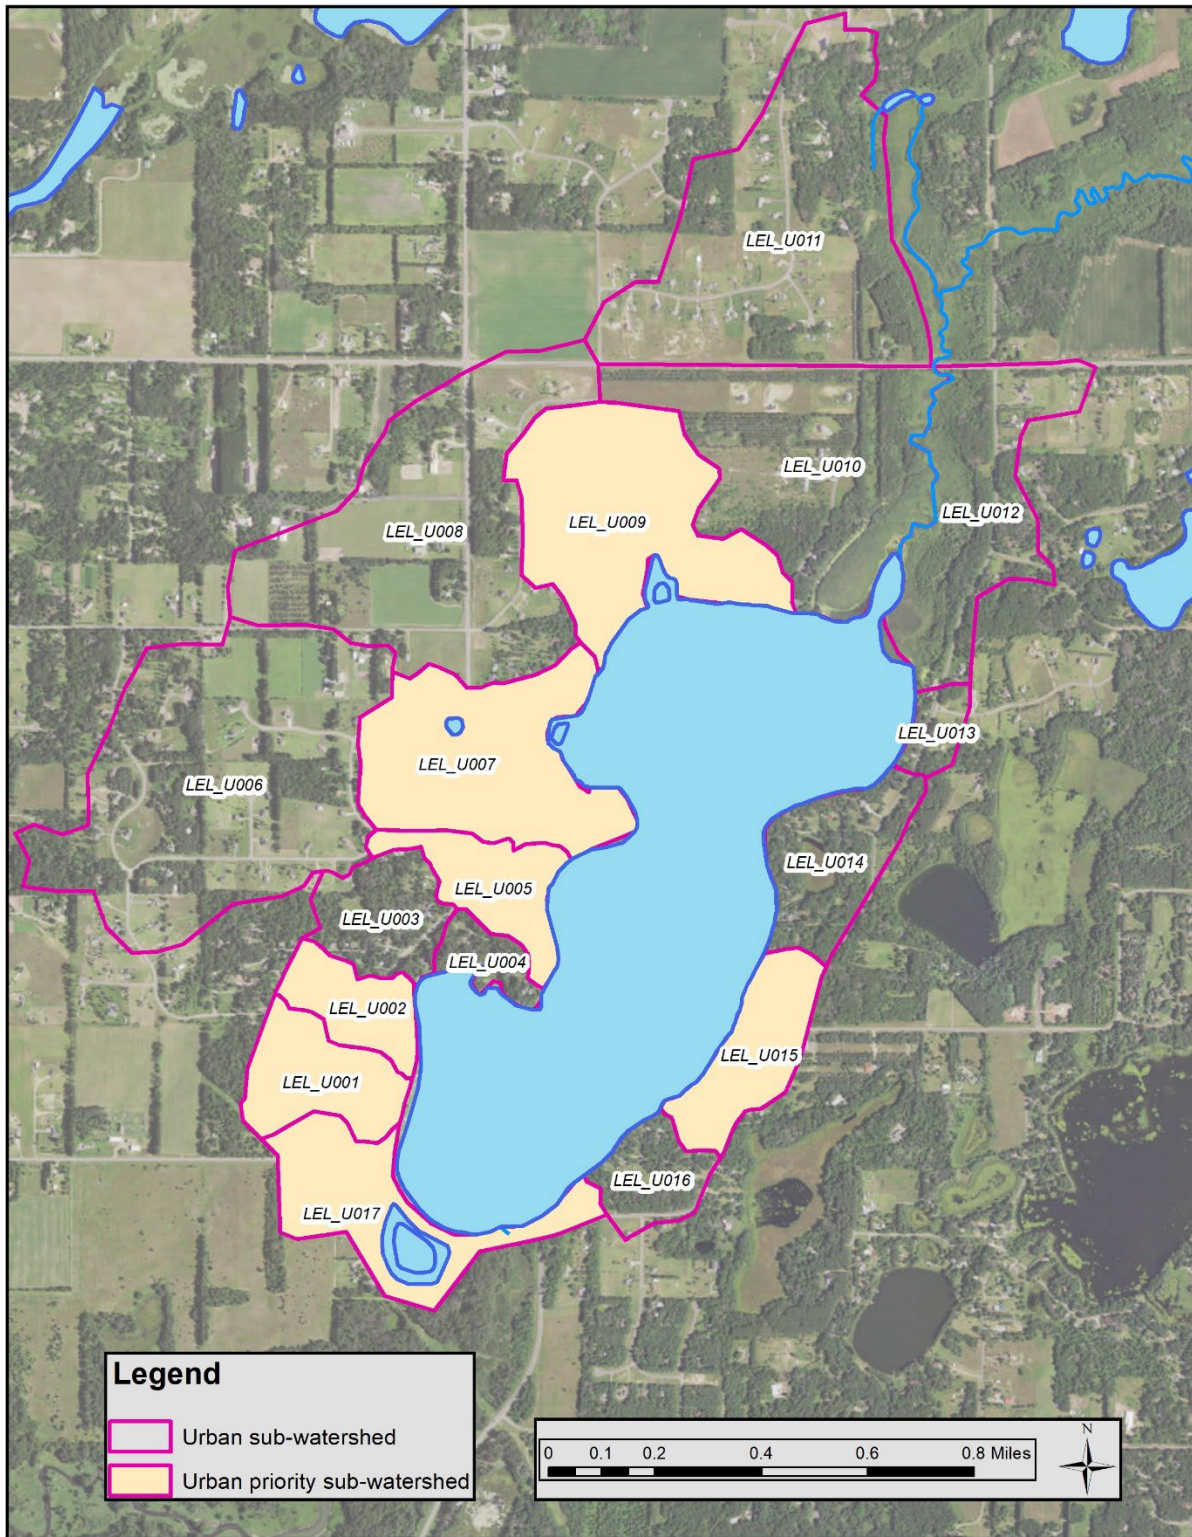 LEL_U011
LEL_U010
LEL_U012
LEL_U009
LEL_U008
LEL_U013
LEL_U007
LEL_U006
LEL_U014
LEL_U005
LEL_U003
LEL_U004
LEL_U002
LEL_U015
LEL_U001
LEL_U016
LEL_U017
Legend
Urban sub-watershed
Urban priority sub-watershed
N
0 0.1 0.2 0.4 0.6 0.8 Miles